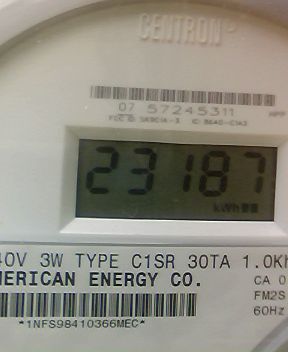 CENTRON
07 57245311
23187
kWh
40V 3W TYPE C1SR 30TA 1.0Kh
MERICAN ENERGY CO.
CA 0
FM2S
60Hz
*1NFS98410366MEC*